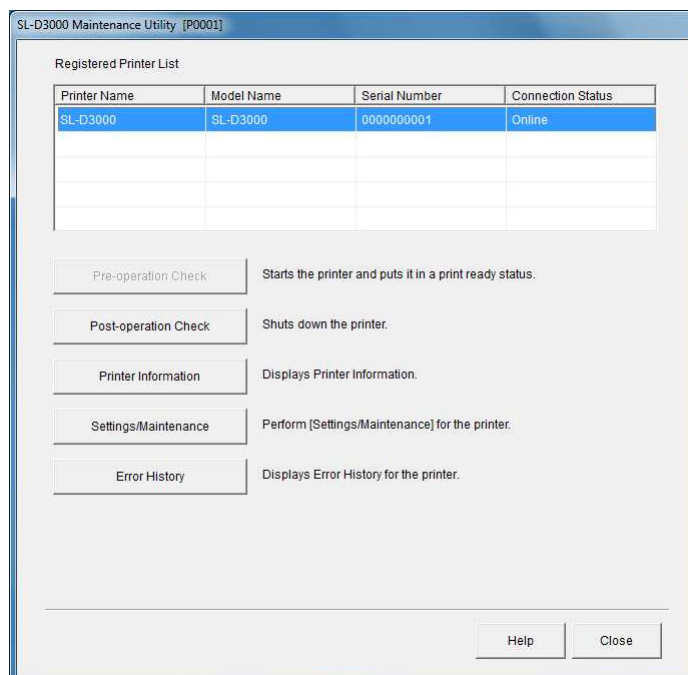 SL-D3000 Maintenance Utility [P0001]
Registered Printer List
Printer Name Model Name Serial Number Connection Status
SL-D3000 SL-D3000 0000000001 Online
Pre-operation Check Starts the printer and puts it in a print ready status.
Post-operation Check Shuts down the printer.
Printer Information Displays Printer Information.
Settings/Maintenance Perform [Settings/Maintenance] for the printer.
Error History Displays Error History for the printer.
Help Close